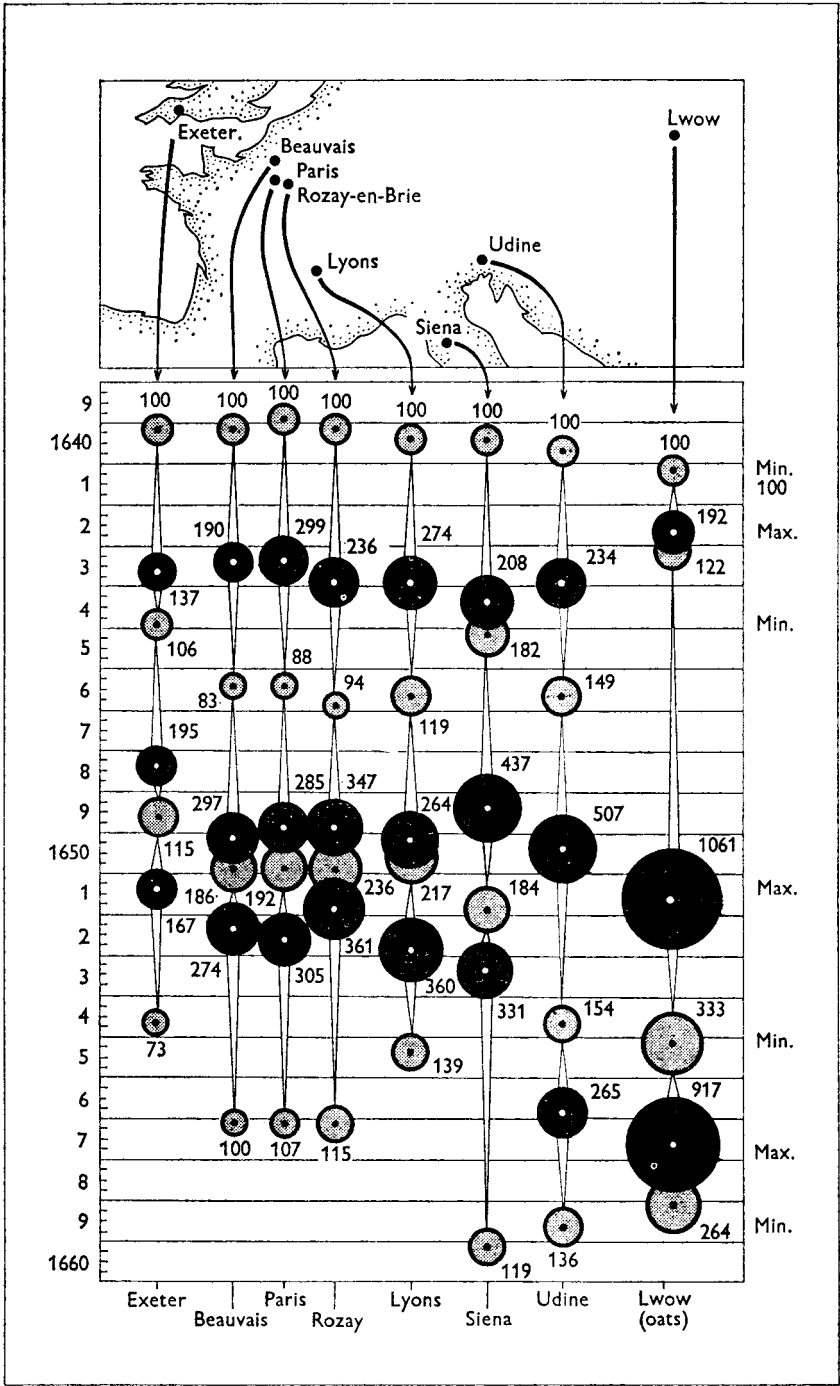 Exeter.
Beauvais
Paris
Rozay-en-Brie
Lyons
Siena
Udine
Lwow
9 100 100 100 100 100 100 100
1640 100 Min.
1 100
2 190 299 236 274 192 Max.
3 137 208 234 122
4 106 182 Min.
5 88
6 83 94 119 149
7 195
8 285 347 437
9 297 264 507
1650 115 1061
1 186 192 236 217 184 Max.
2 167 274 305 361
3 360 331
4 73 154 333 Min.
5 139
6 265 917
7 100 107 115 Max.
8
9 136 264 Min.
1660 119
Exeter Paris Lyons Udine Lwow
Beauvais Rozay Siena (oats)